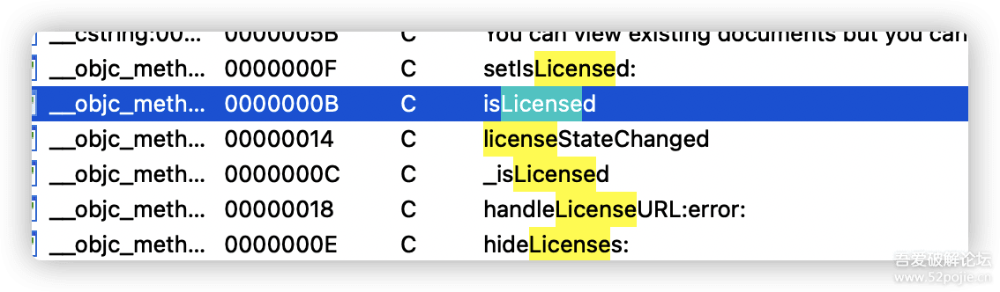 __cstring:00... 0000005B C You can view existing documents but you can
__objc_meth... 0000000F C setIsLicensed:
__objc_meth... 0000000B C isLicensed
__objc_meth... 00000014 C licenseStateChanged
__objc_meth... 0000000C C _isLicensed
__objc_meth... 00000018 C handleLicenseURL:error:
__objc_meth... 0000000E C hideLicenses:
吾爱破解论坛
www.52pojie.cn